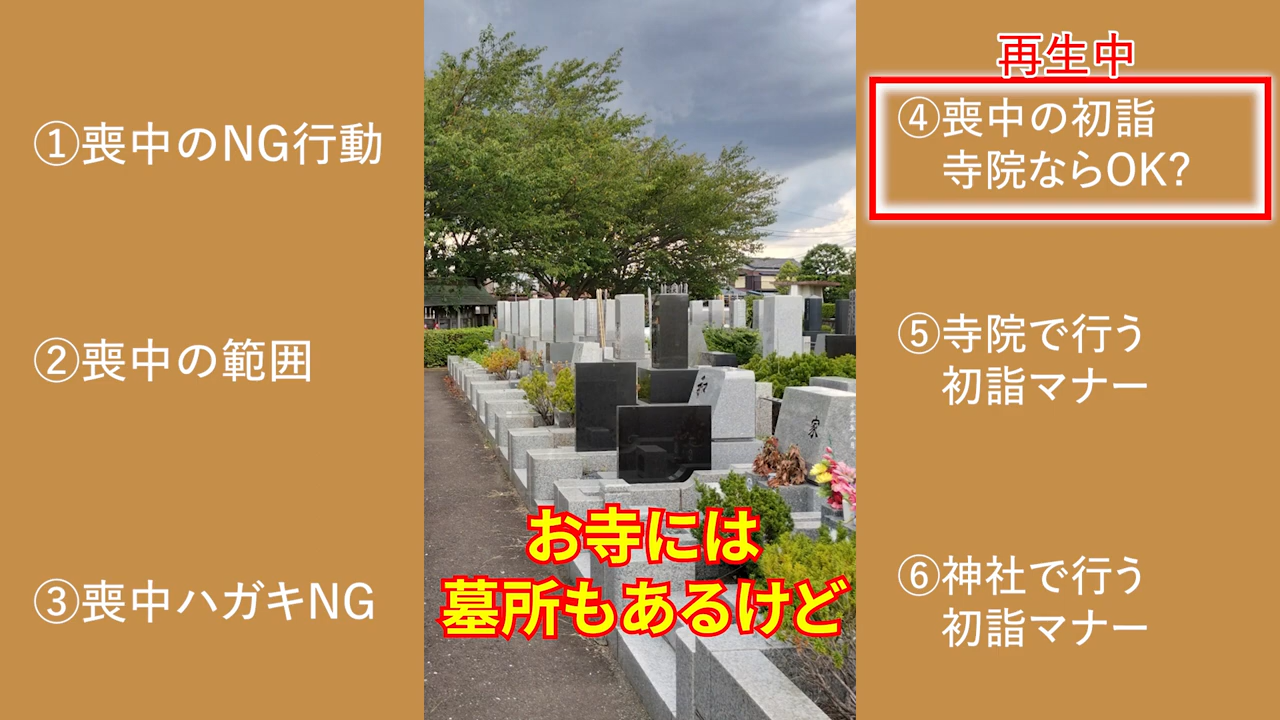 ①喪中のNG行動
②喪中の範囲
③喪中ハガキNG
お寺には
墓所もあるけど
家
再生中
④喪中の初詣
寺院ならOK?
⑤寺院で行う
初詣マナー
⑥神社で行う
初詣マナー